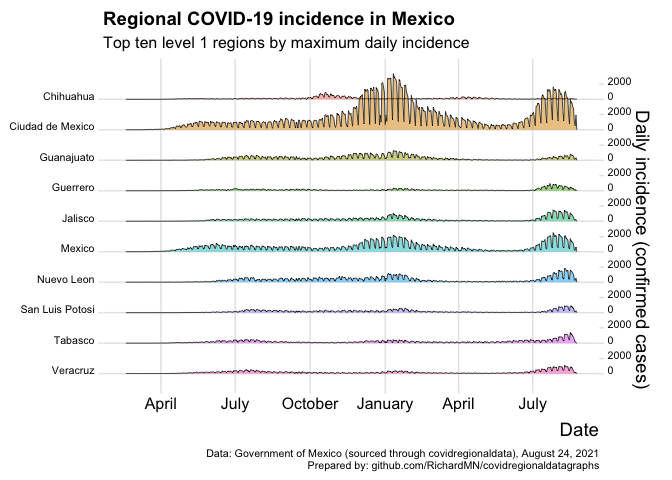 Regional COVID-19 incidence in Mexico
Top ten level 1 regions by maximum daily incidence
Chihuahua
Ciudad de Mexico
Guanajuato
Guerrero
Jalisco
Mexico
Nuevo Leon
San Luis Potosi
Tabasco
Veracruz
2000
0
2000
0
2000
0
2000
0
2000
0
2000
0
2000
0
2000
0
2000
0
2000
0
Daily incidence (confirmed cases)
April July October January April July
Date
Data: Government of Mexico (sourced through covidregionaldata), August 24, 2021
Prepared by: github.com/RichardMN/covidregionaldatagraphs